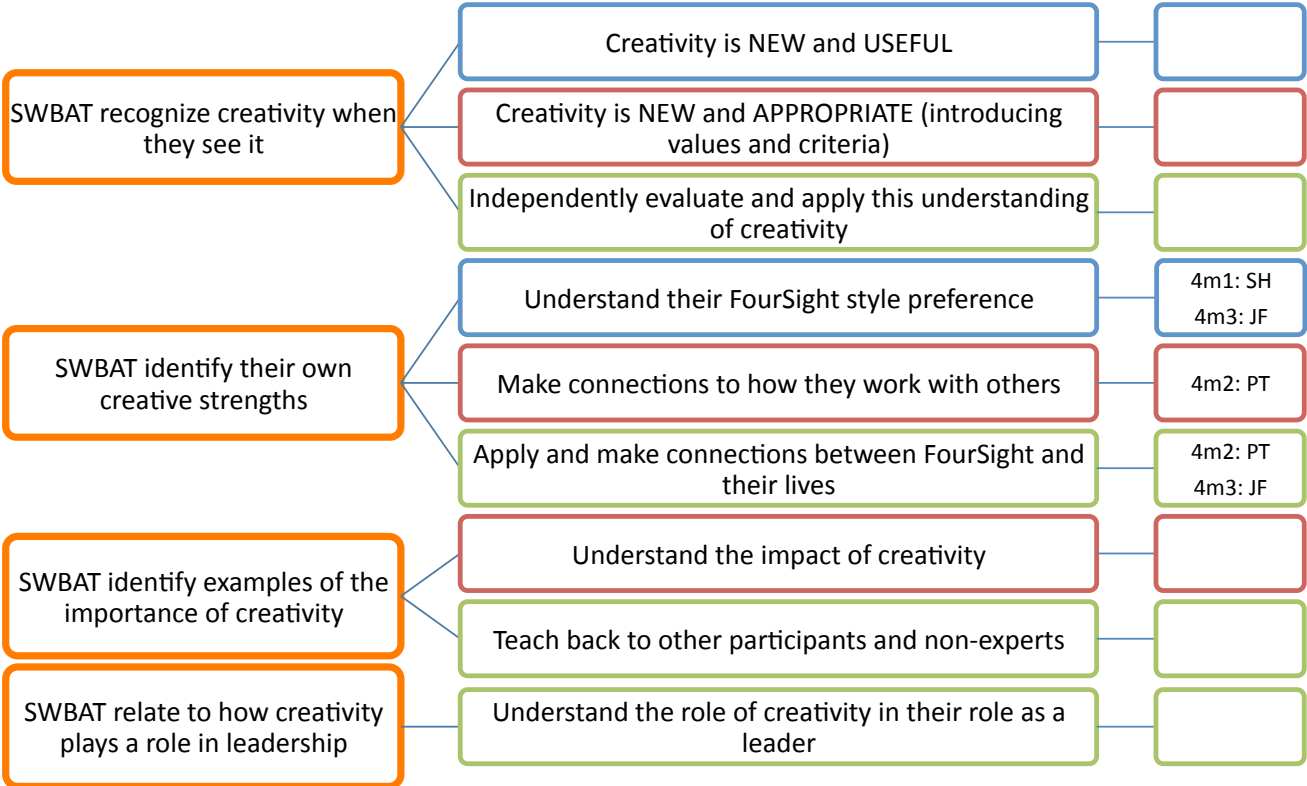 SWBAT recognize creativity when
they see it
Creativity is NEW and USEFUL
Creativity is NEW and APPROPRIATE (introducing
values and criteria)
Independently evaluate and apply this understanding
of creativity
SWBAT identify their own
creative strengths
Understand their FourSight style preference
4m1: SH
4m3: JF
Make connections to how they work with others
4m2: PT
Apply and make connections between FourSight and
their lives
4m2: PT
4m3: JF
SWBAT identify examples of the
importance of creativity
Understand the impact of creativity
Teach back to other participants and non-experts
SWBAT relate to how creativity
plays a role in leadership
Understand the role of creativity in their role as a
leader